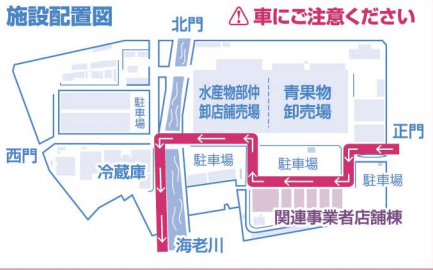 施設配置図
⚠車にご注意ください
北門
駐車場
水産物部仲
卸店舗売場
青果物
卸売場
正門
西門
冷蔵庫
駐車場
駐車場
駐車場
関連事業者店舗棟
海老川